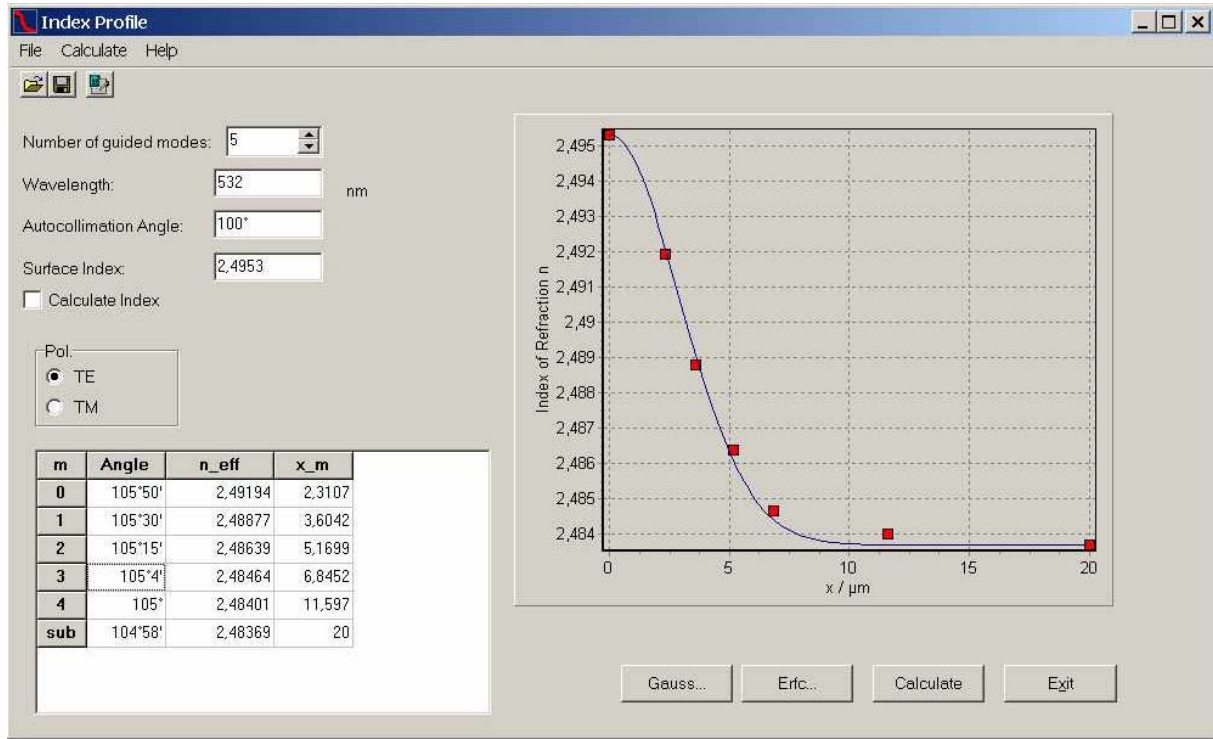 Index Profile
File Calculate Help
Number of guided modes: 5
Wavelength: 532 nm
Autocollimation Angle: 100°
Surface Index: 2,4953
Calculate Index
Pol.
TE
TM
m Angle n_eff x_m
0 105°50' 2,49194 2,3107
1 105°30' 2,48877 3,6042
2 105°15' 2,48639 5,1699
3 105°4' 2,48464 6,8452
4 105° 2,48401 11,597
sub 104°58' 2,48369 20
Index of Refraction n
2,495
2,494
2,493
2,492
2,491
2,49
2,489
2,488
2,487
2,486
2,485
2,484
0 5 10 15 20
x / µm
Gauss... Erfc... Calculate Exit